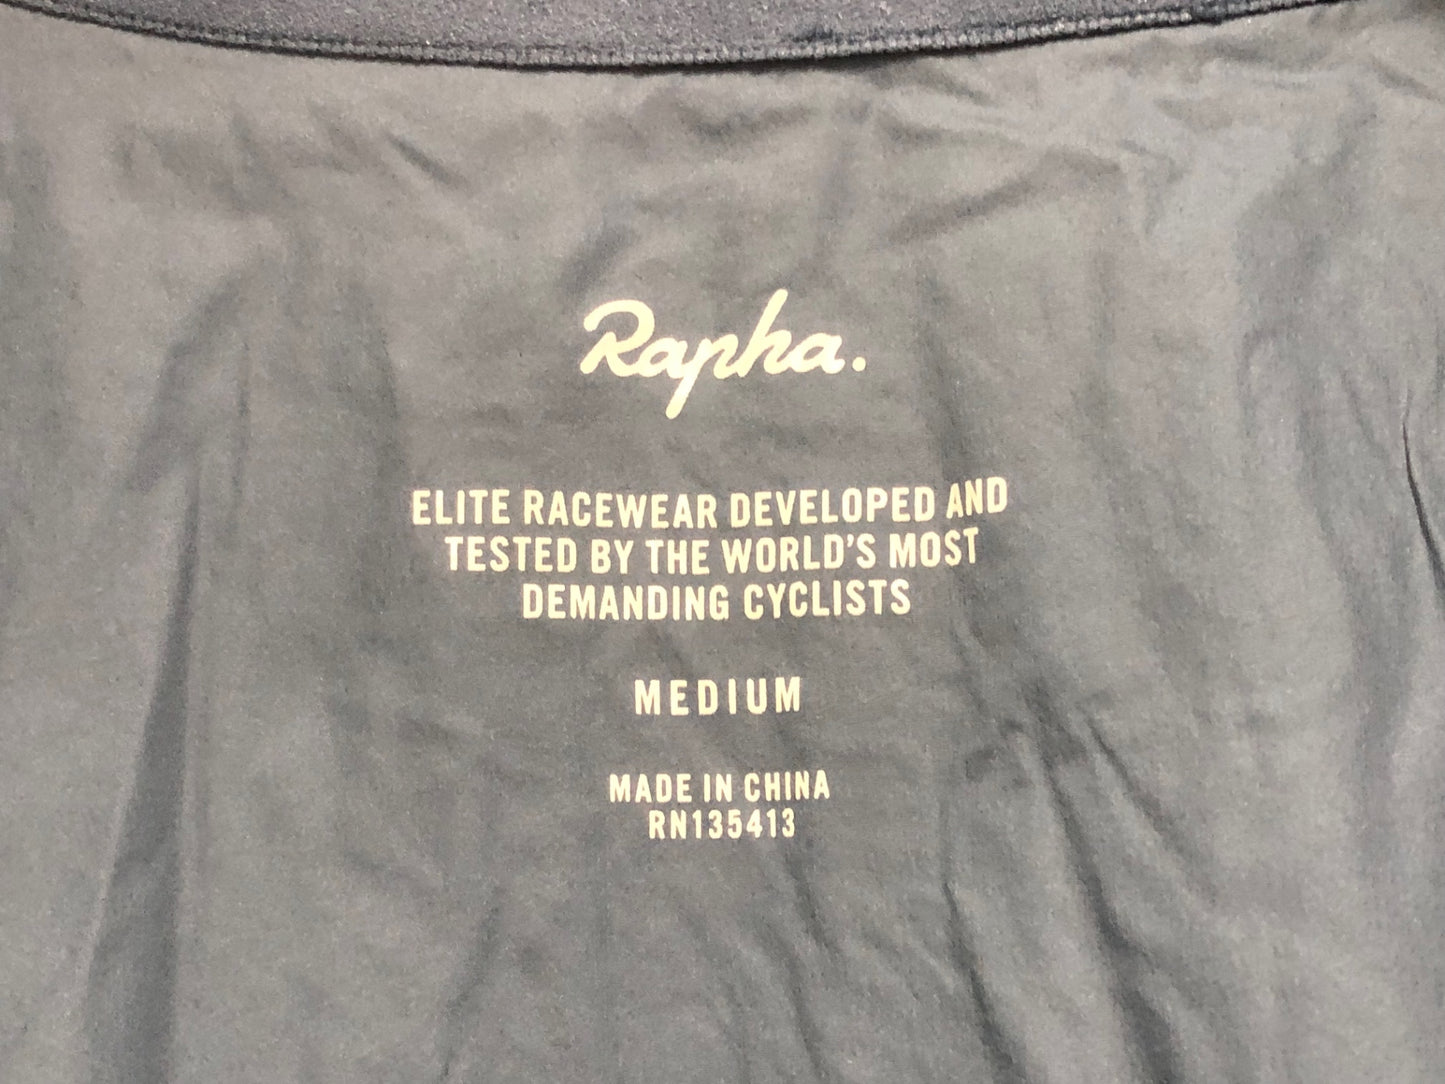 Rapha.
ELITE RACEWEAR DEVELOPED AND
TESTED BY THE WORLD'S MOST
DEMANDING CYCLISTS
MEDIUM
MADE IN CHINA
RN135413